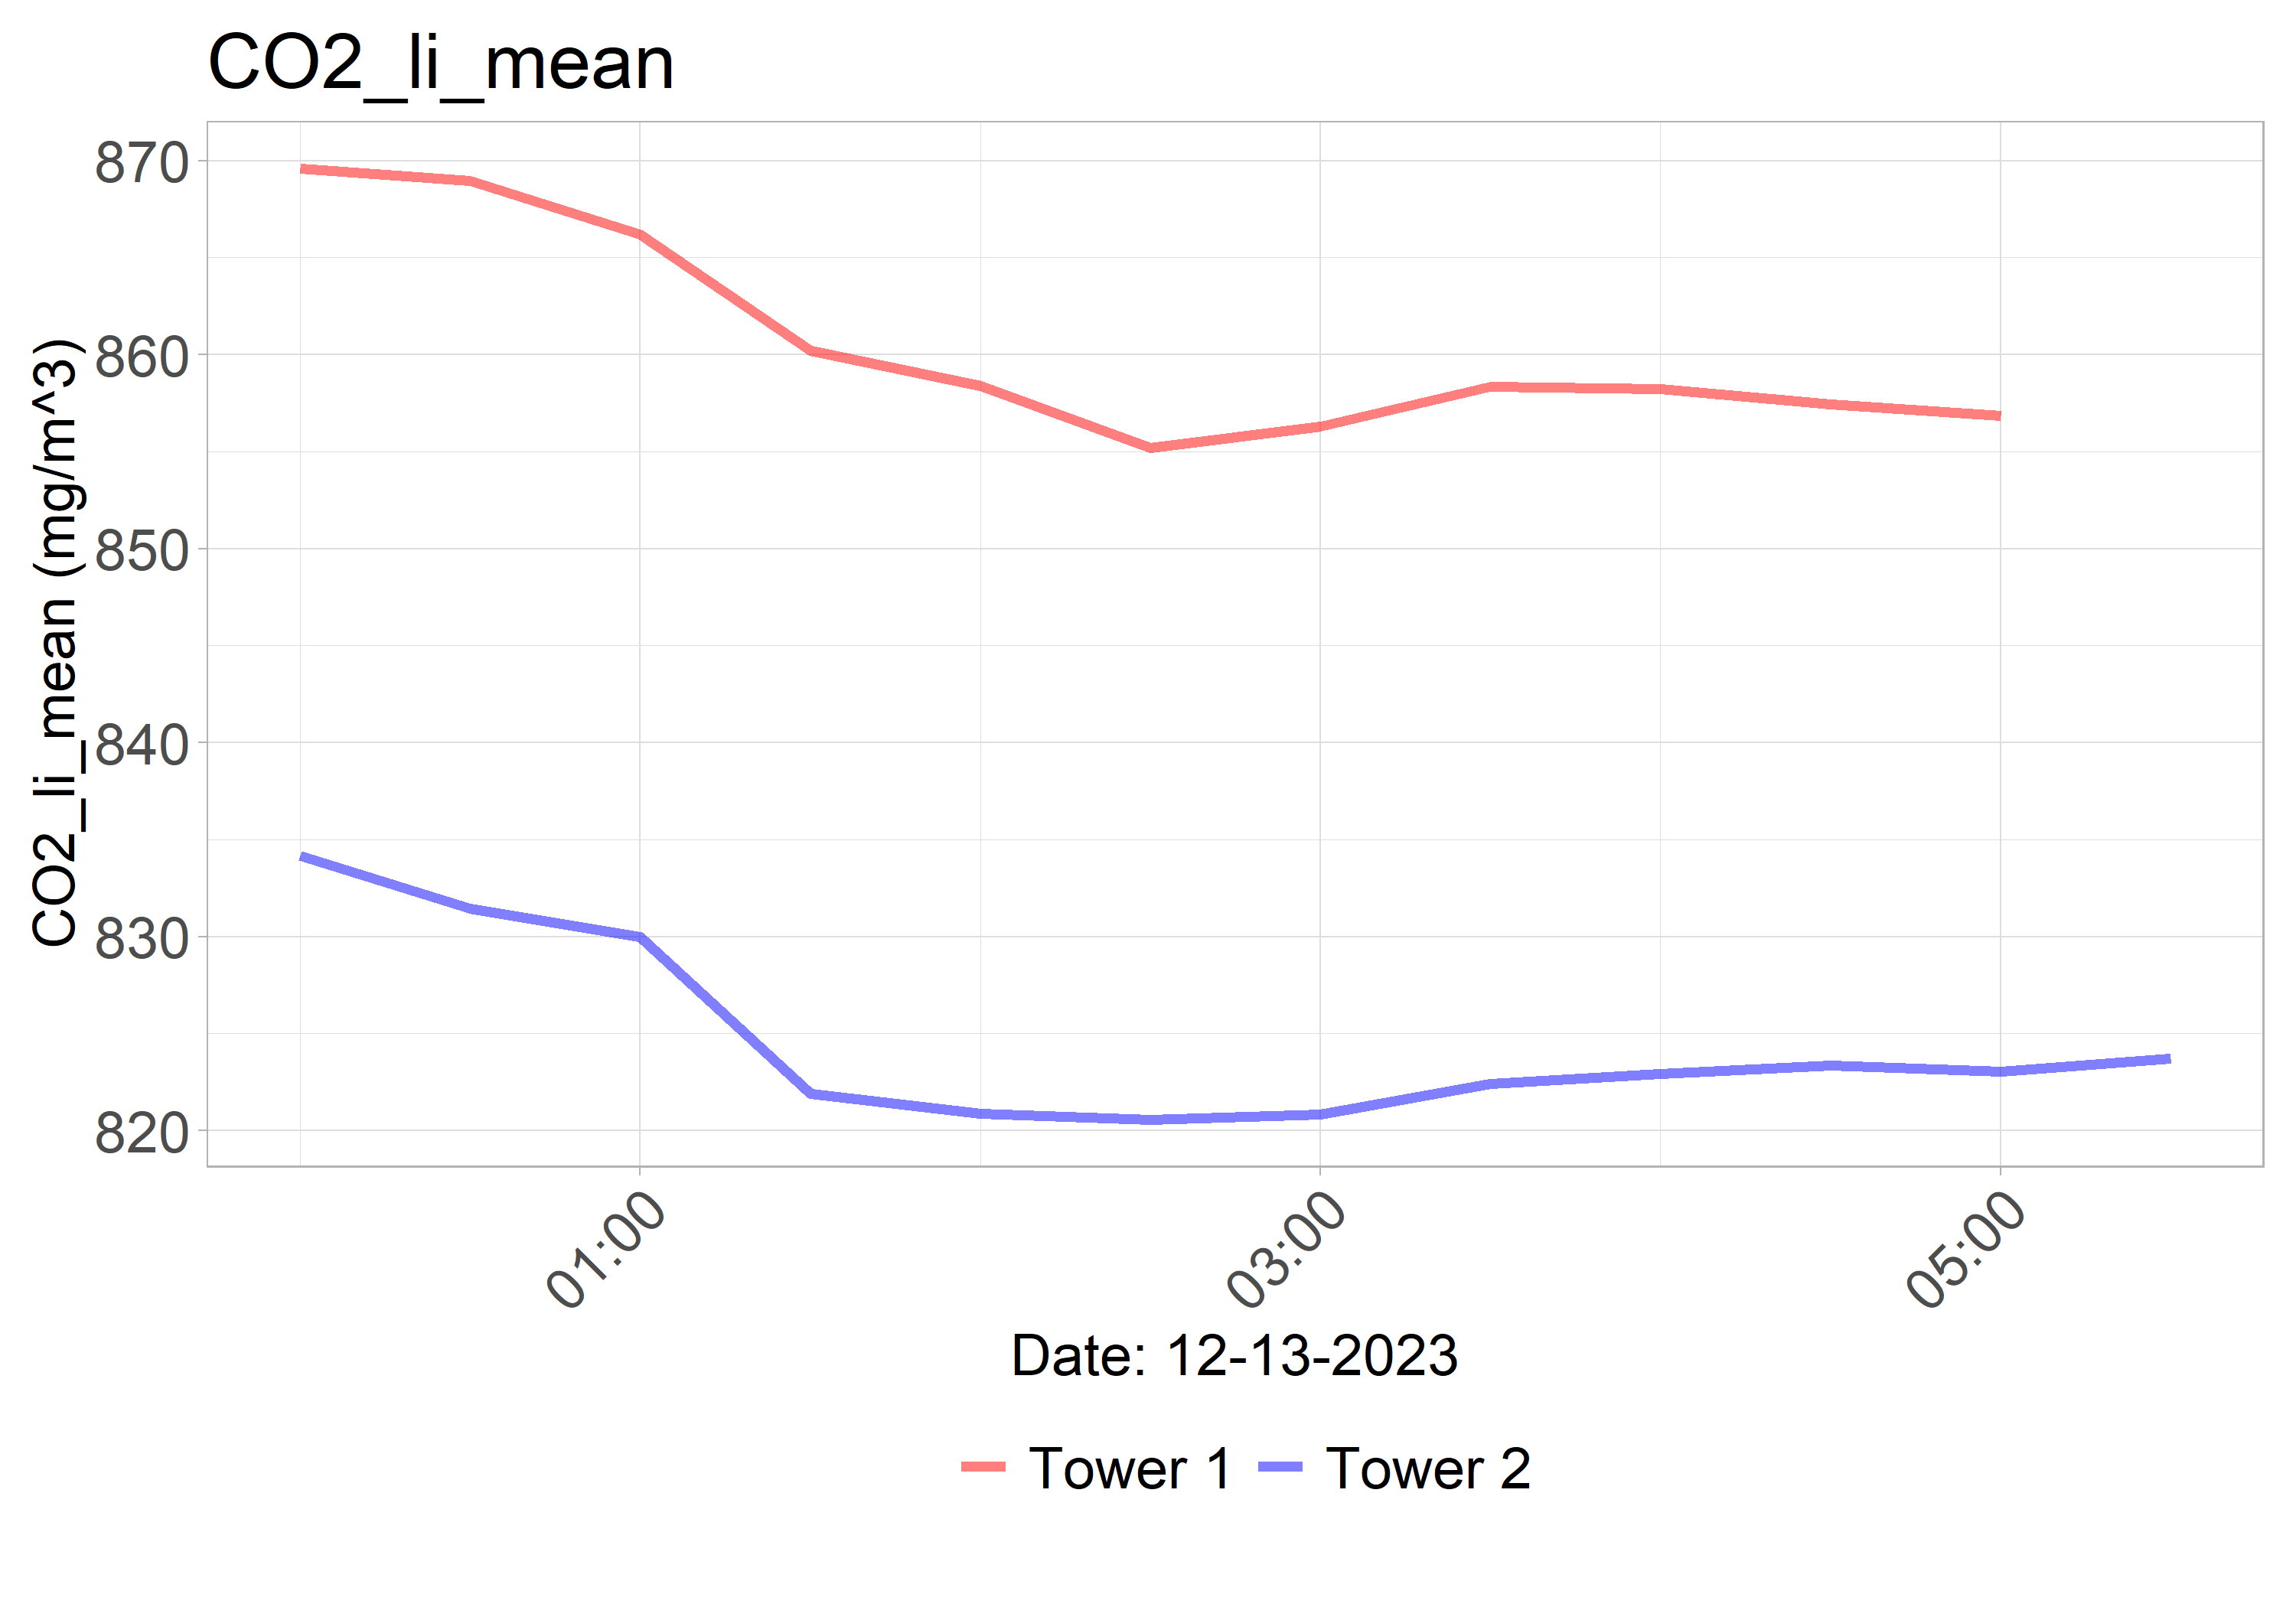 CO2_li_mean
CO2_li_mean (mg/m^3)
870
860
850
840
830
820
01:00
03:00
05:00
Date: 12-13-2023
Tower 1
Tower 2